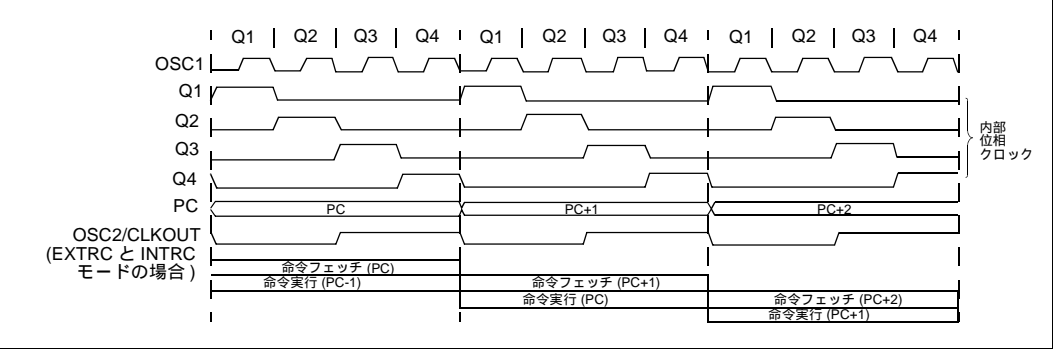 Q1 Q2 Q3 Q4 Q1 Q2 Q3 Q4 Q1 Q2 Q3 Q4
OSC1
Q1
Q2
Q3
Q4
内部
位相
クロック
PC PC PC+1 PC+2
OSC2/CLKOUT
(EXTRC と INTRC
モードの場合 )
命令フェッチ (PC)
命令実行 (PC-1) 命令フェッチ (PC+1)
命令実行 (PC) 命令フェッチ (PC+2)
命令実行 (PC+1)